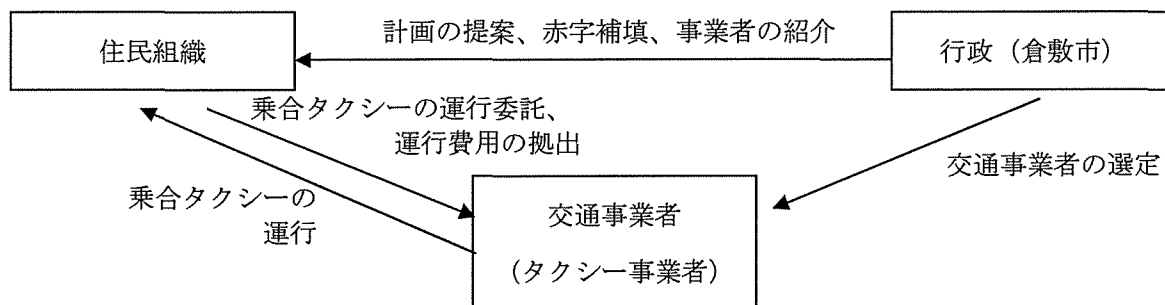 計画の提案、赤字補填、事業者の紹介
住民組織
行政（倉敷市）
乗合タクシーの運行委託、
運行費用の拠出
交通事業者の選定
乗合タクシーの
運行
交通事業者
（タクシー事業者）